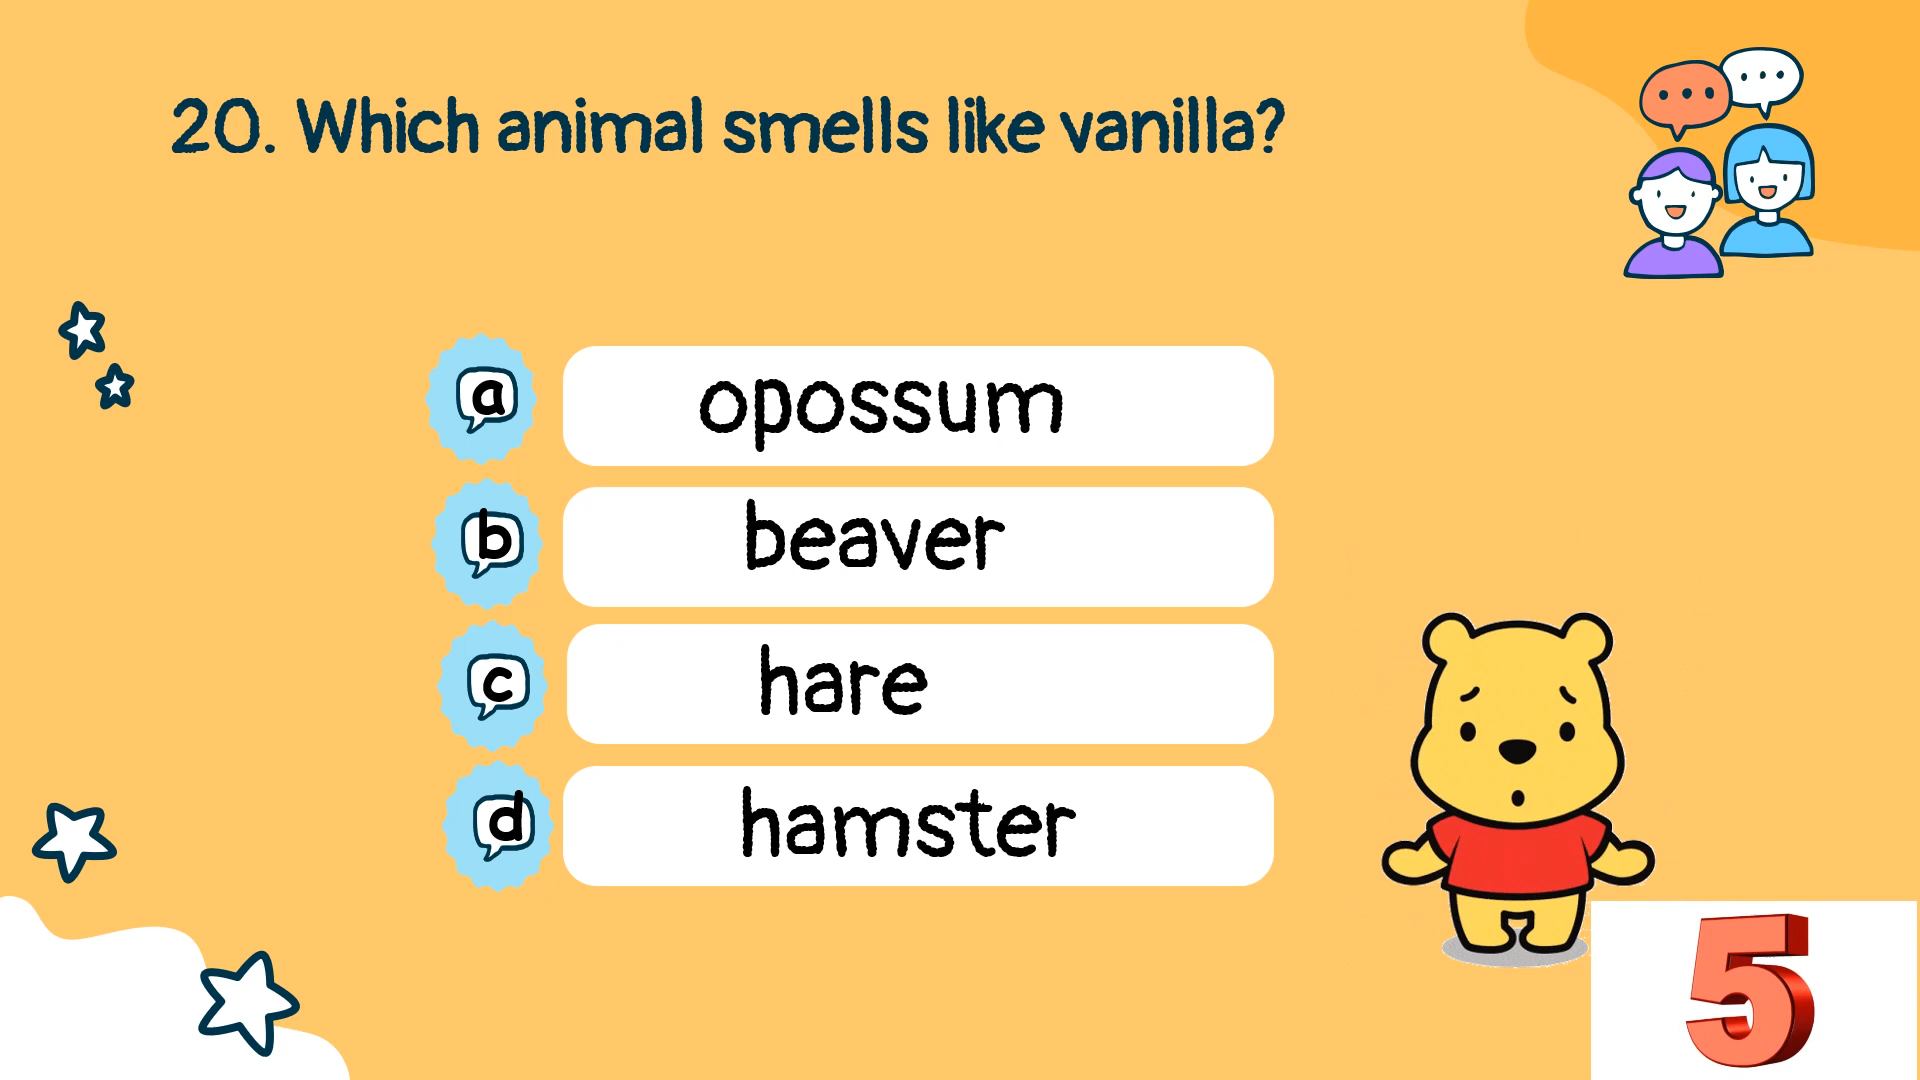 20. Which animal smells like vanilla?
a opossum
b beaver
c hare
d hamster
5